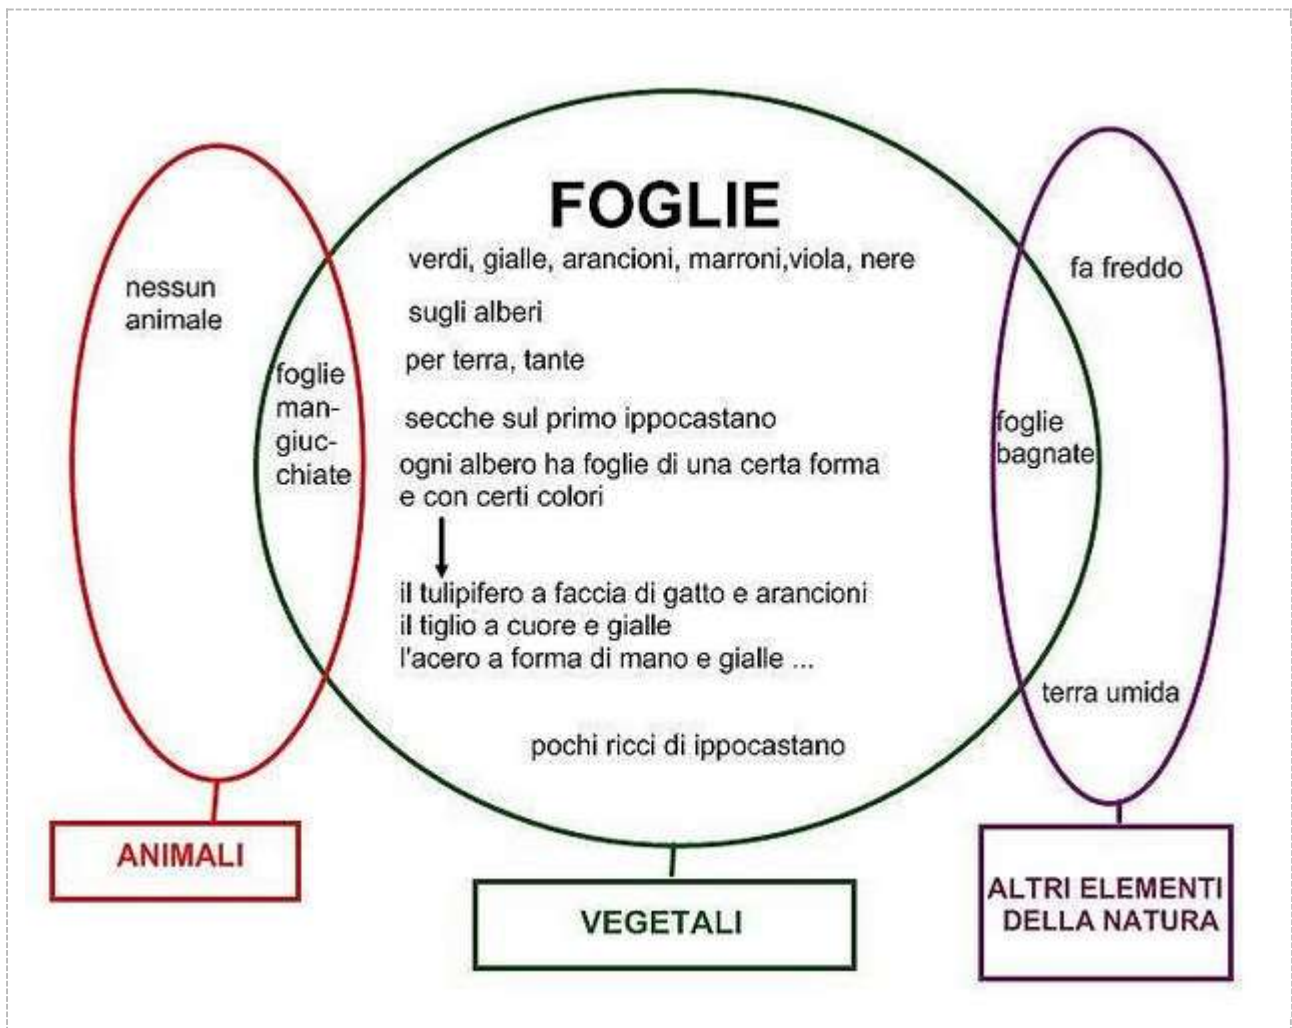 FOGLIE
verdi, gialle, arancioni, marroni,viola, nere
sugli alberi
per terra, tante
secche sul primo ippocastano
ogni albero ha foglie di una certa forma
e con certi colori
il tulipifero a faccia di gatto e arancioni
il tiglio a cuore e gialle
l'acero a forma di mano e gialle ...
pochi ricci di ippocastano
nessun
animale
foglie
man-
giuc-
chiate
fa freddo
foglie
bagnate
terra umida
ANIMALI
VEGETALI
ALTRI ELEMENTI
DELLA NATURA